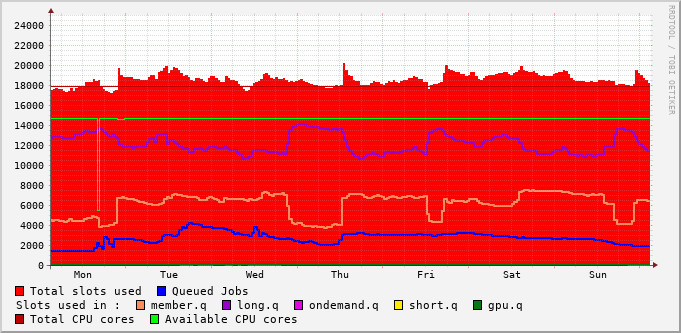 RRDTOOL / TOBI OETIKER
24000
22000
20000
18000
16000
14000
12000
10000
8000
6000
4000
2000
0
Mon Tue Wed Thu Fri Sat Sun
Total slots used Queued Jobs
Slots used in : member.q long.q ondemand.q short.q gpu.q
Total CPU cores Available CPU cores